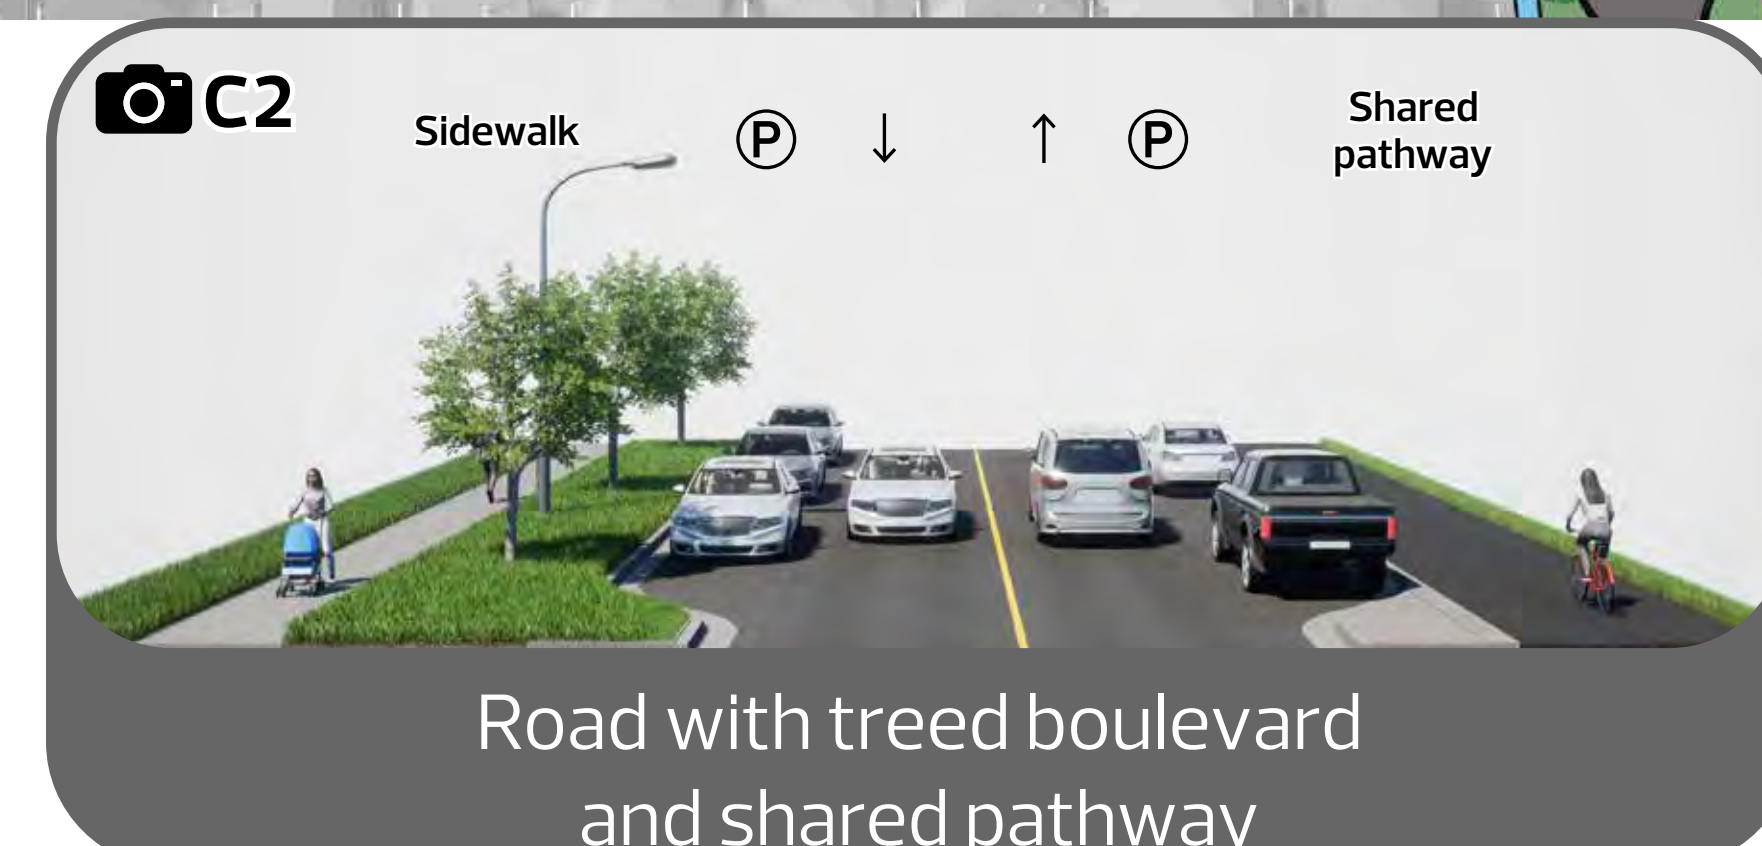 C2
Sidewalk
P ↓ ↑ P
Shared
pathway
Road with treed boulevard
and shared pathway